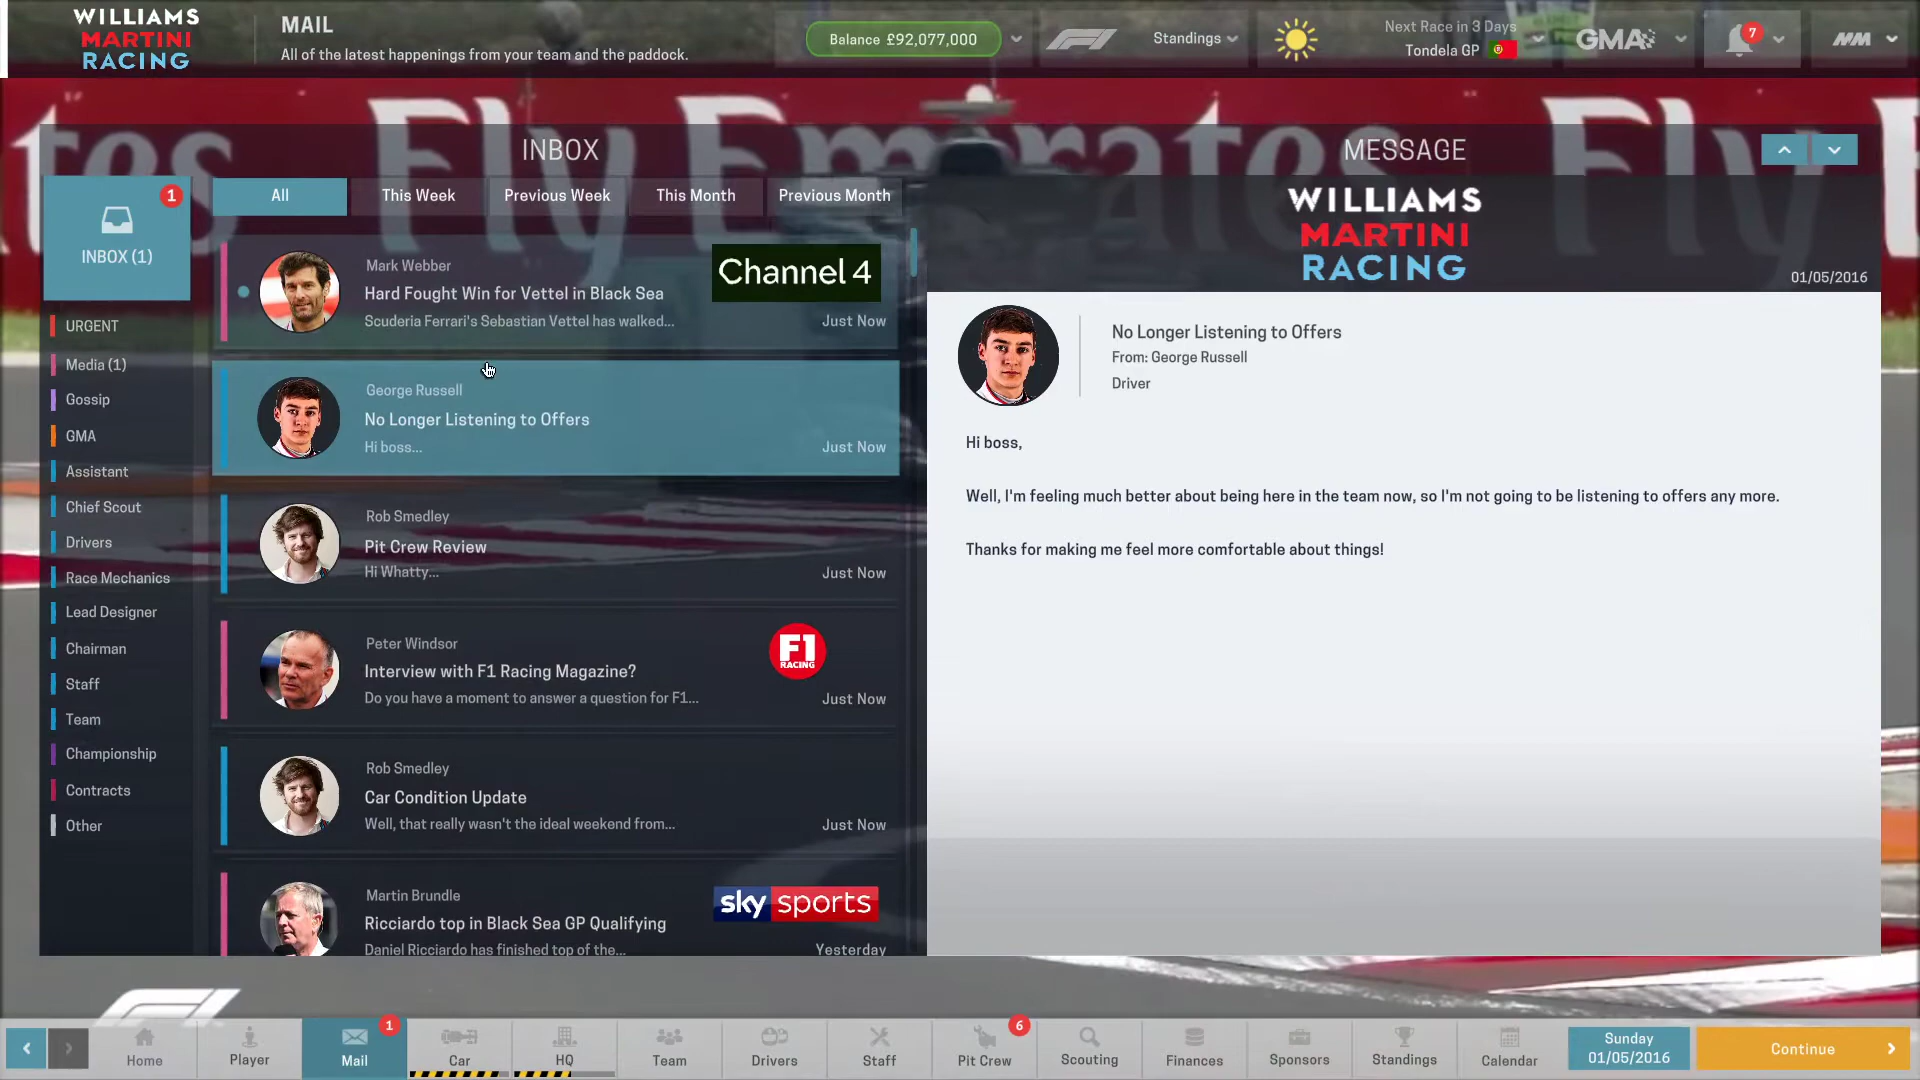 WILLIAMS
MARTINI
RACING
MAIL
All of the latest happenings from your team and the paddock.
Balance £92,077,000
Standings
Next Race in 3 Days
Tondela GP
GMA
7
INBOX
MESSAGE
1
INBOX (1)
All
This Week
Previous Week
This Month
Previous Month
URGENT
Media (1)
Gossip
GMA
Assistant
Chief Scout
Drivers
Race Mechanics
Lead Designer
Chairman
Staff
Team
Championship
Contracts
Other
Mark Webber
Hard Fought Win for Vettel in Black Sea
Scuderia Ferrari's Sebastian Vettel has walked...
Channel 4
Just Now
George Russell
No Longer Listening to Offers
Hi boss...
Just Now
Rob Smedley
Pit Crew Review
Hi Whatty...
Just Now
Peter Windsor
Interview with F1 Racing Magazine?
Do you have a moment to answer a question for F1...
F1
RACING
Just Now
Rob Smedley
Car Condition Update
Well, that really wasn't the ideal weekend from...
Just Now
Martin Brundle
Ricciardo top in Black Sea GP Qualifying
Daniel Ricciardo has finished top of the...
sky sports
Yesterday
WILLIAMS
MARTINI
RACING
01/05/2016
No Longer Listening to Offers
From: George Russell
Driver
Hi boss,
Well, I'm feeling much better about being here in the team now, so I'm not going to be listening to offers any more.
Thanks for making me feel more comfortable about things!
Fly Emirates
Fly
Home
Player
Mail
1
Car
HQ
Team
Drivers
Staff
Pit Crew
6
Scouting
Finances
Sponsors
Standings
Calendar
Sunday
01/05/2016
Continue